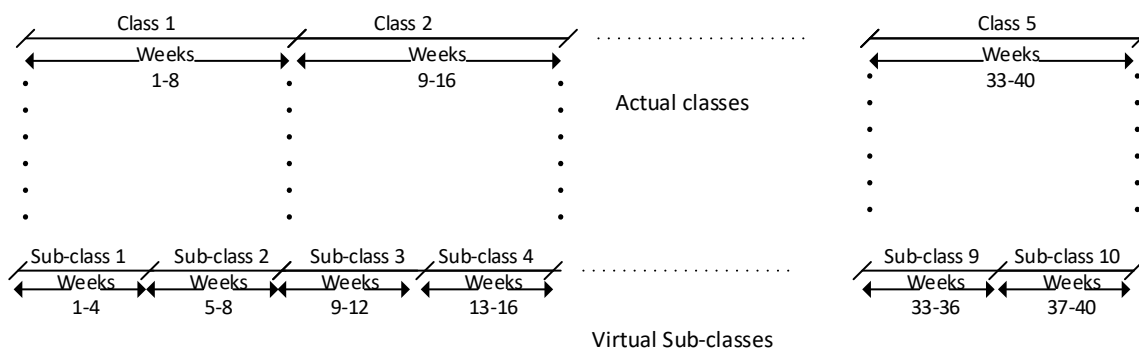 Class 1 Class 2 Class 5
Weeks Weeks Weeks
1-8 9-16 33-40
Actual classes
Sub-class 1 Sub-class 2 Sub-class 3 Sub-class 4 Sub-class 9 Sub-class 10
Weeks Weeks Weeks Weeks Weeks Weeks
1-4 5-8 9-12 13-16 33-36 37-40
Virtual Sub-classes